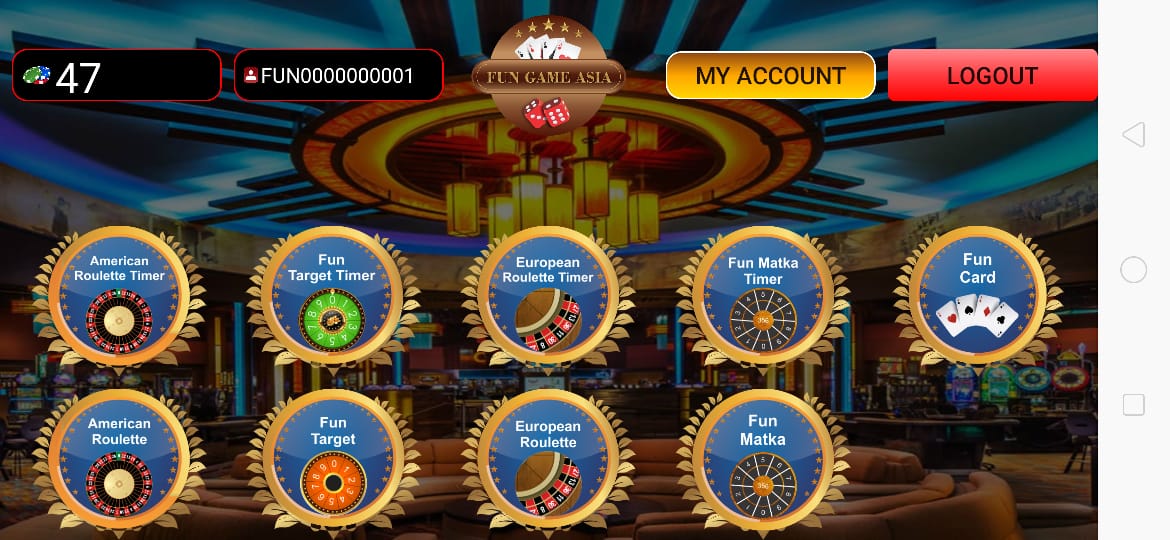 47
FUN0000000001
FUN GAME ASIA
MY ACCOUNT
LOGOUT
American
Roulette Timer
Fun
Target Timer
European
Roulette Timer
Fun Matka
Timer
Fun
Card
American
Roulette
Fun
Target
European
Roulette
Fun
Matka